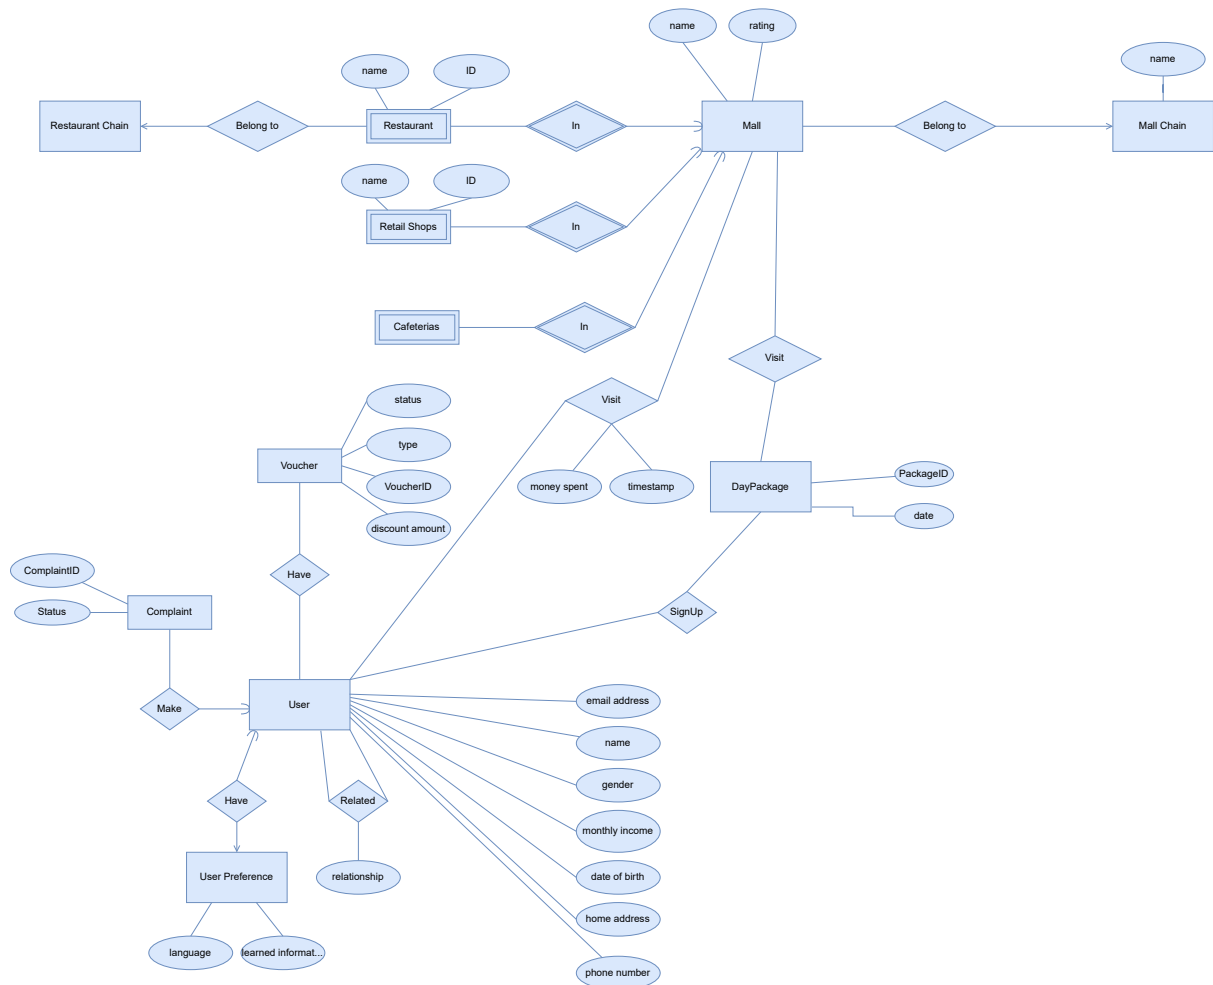 name
rating
name
name
ID
Restaurant Chain
Belong to
Restaurant
In
Mall
Belong to
Mall Chain
name
ID
Retail Shops
In
Cafeterias
In
Visit
status
Visit
type
Voucher
VoucherID
money spent
timestamp
DayPackage
PackageID
discount amount
date
ComplaintID
Have
Status
Complaint
SignUp
Make
User
email address
name
gender
Have
Related
monthly income
User Preference
relationship
date of birth
home address
language
learned informat...
phone number